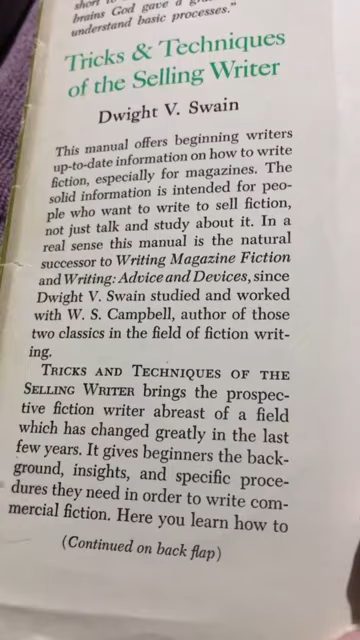 short
brains God gave a
understand basic processes."
Tricks & Techniques
of the Selling Writer
Dwight V. Swain
This manual offers beginning writers
up-to-date information on how to write
fiction, especially for magazines. The
solid information is intended for peo-
ple who want to write to sell fiction,
not just talk and study about it. In a
real sense this manual is the natural
successor to Writing Magazine Fiction
and Writing: Advice and Devices, since
Dwight V. Swain studied and worked
with W. S. Campbell, author of those
two classics in the field of fiction writ-
ing.
TRICKS AND TECHNIQUES OF THE
SELLING WRITER brings the prospec-
tive fiction writer abreast of a field
which has changed greatly in the last
few years. It gives beginners the back-
ground, insights, and specific proce-
dures they need in order to write com-
mercial fiction. Here you learn how to
(Continued on back flap)